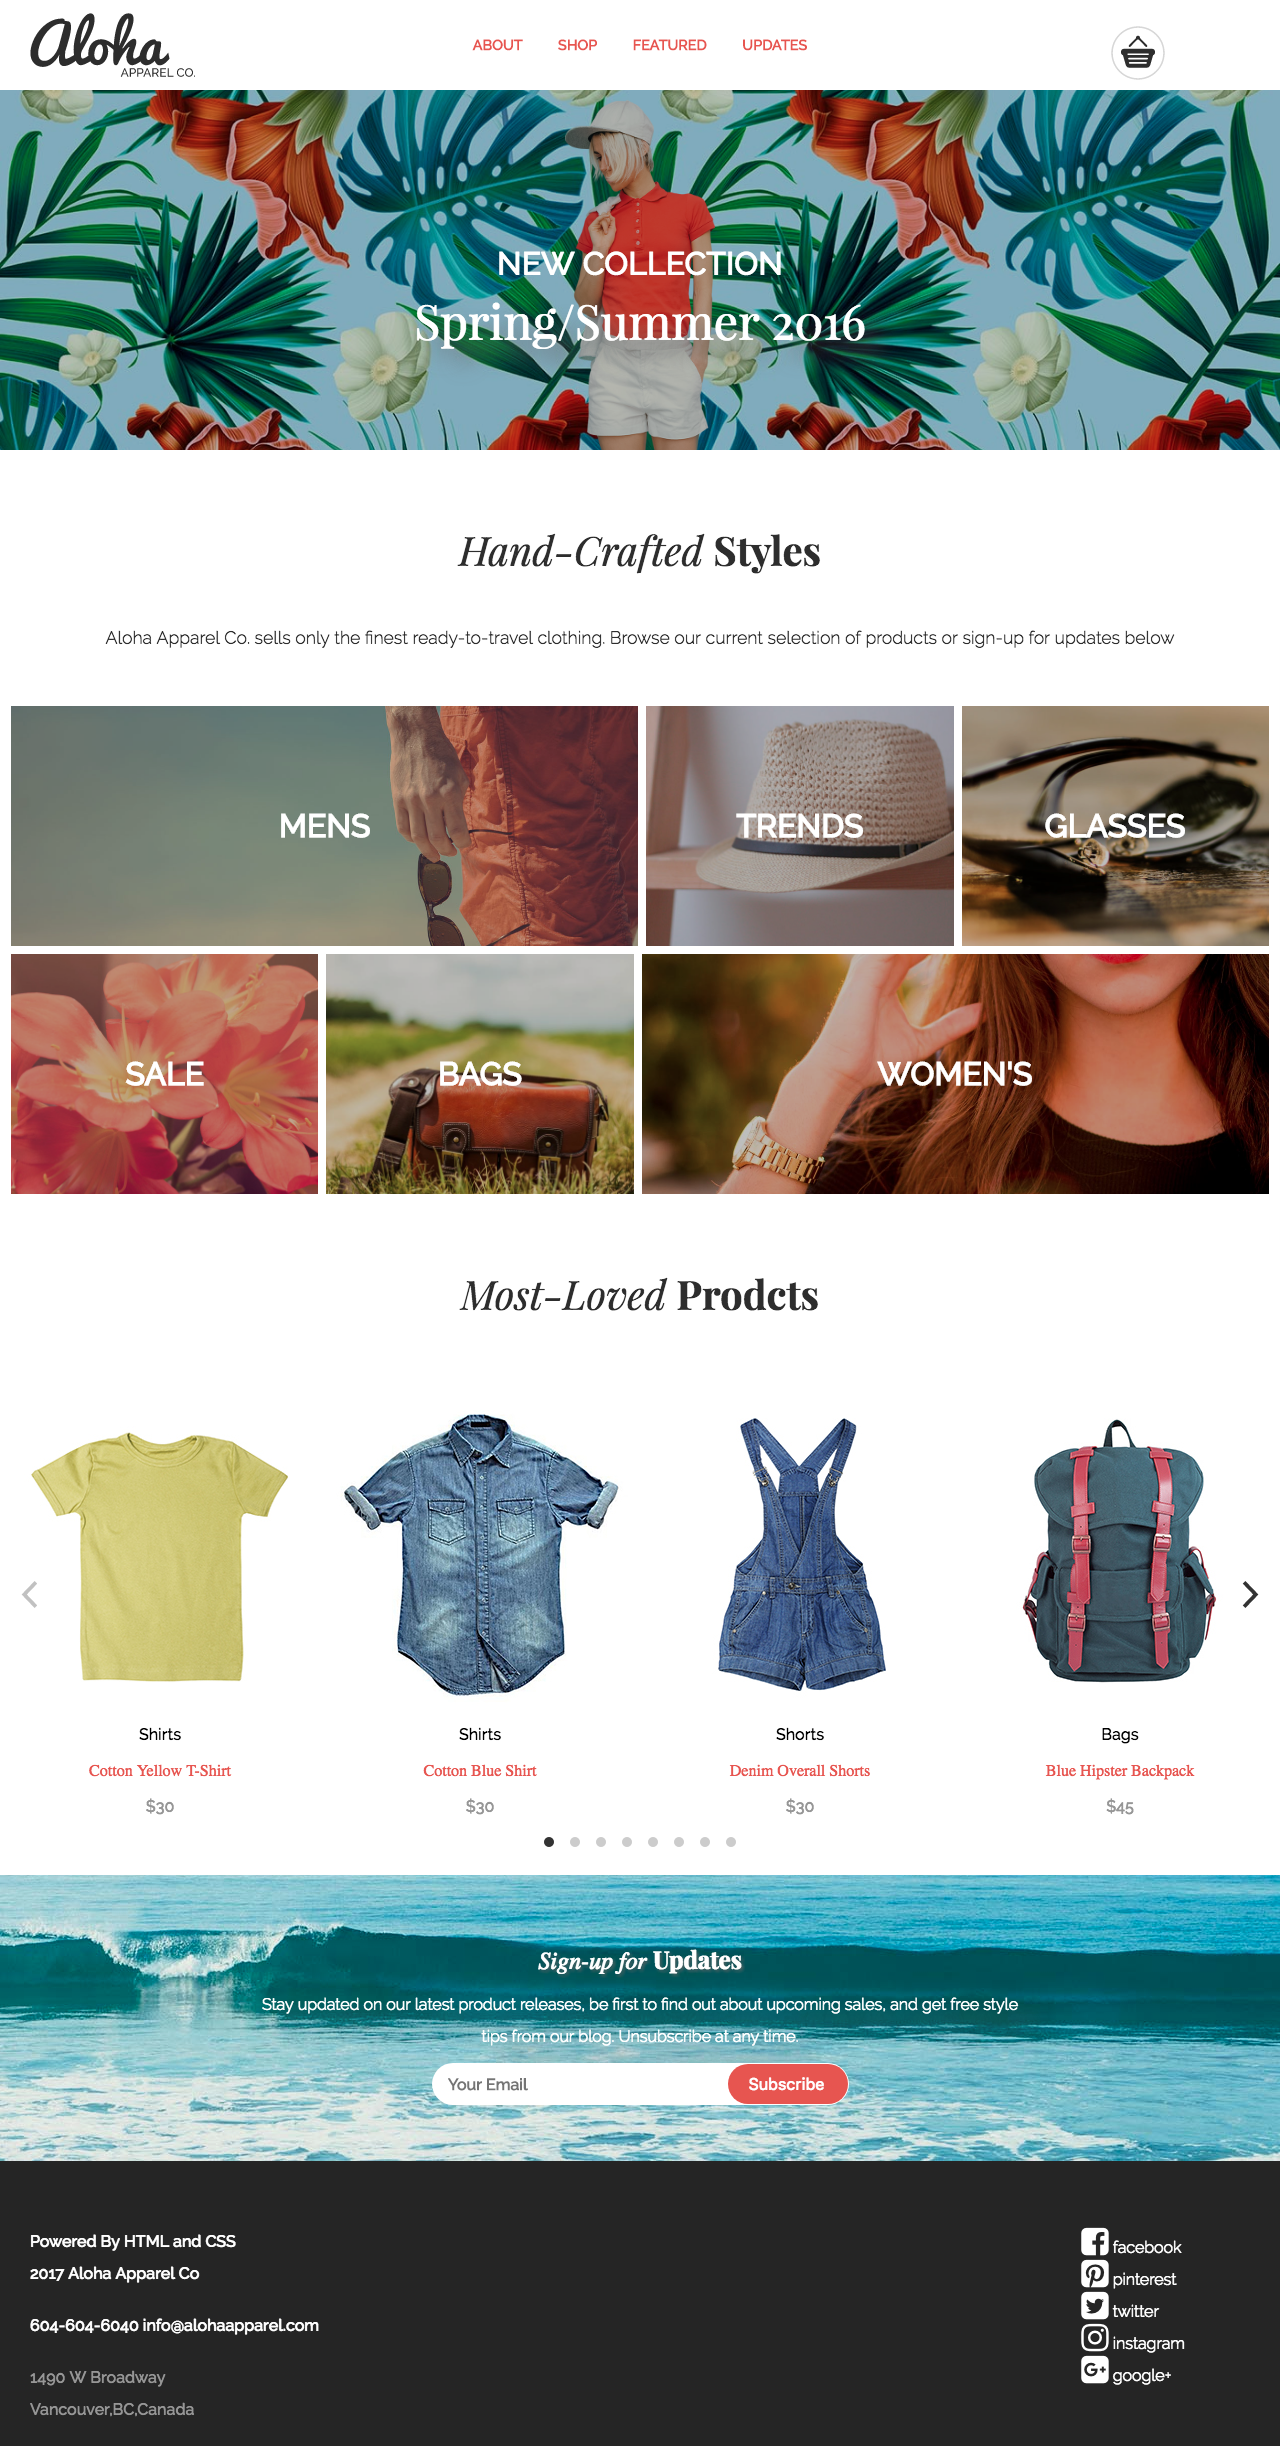 Aloha
APPAREL CO.
ABOUT SHOP FEATURED UPDATES
NEW COLLECTION
Spring/Summer 2016
Hand-Crafted Styles
Aloha Apparel Co. sells only the finest ready-to-travel clothing. Browse our current selection of products or sign-up for updates below
MENS
TRENDS
GLASSES
SALE
BAGS
WOMEN'S
Most-Loved Prodcts
Shirts
Cotton Yellow T-Shirt
$30
Shirts
Cotton Blue Shirt
$30
Shorts
Denim Overall Shorts
$30
Bags
Blue Hipster Backpack
$45
Sign-up for Updates
Stay updated on our latest product releases, be first to find out about upcoming sales, and get free style
tips from our blog. Unsubscribe at any time.
Your Email
Subscribe
Powered By HTML and CSS
2017 Aloha Apparel Co
604-604-6040 info@alohaapparel.com
1490 W Broadway
Vancouver,BC,Canada
facebook
pinterest
twitter
instagram
google+